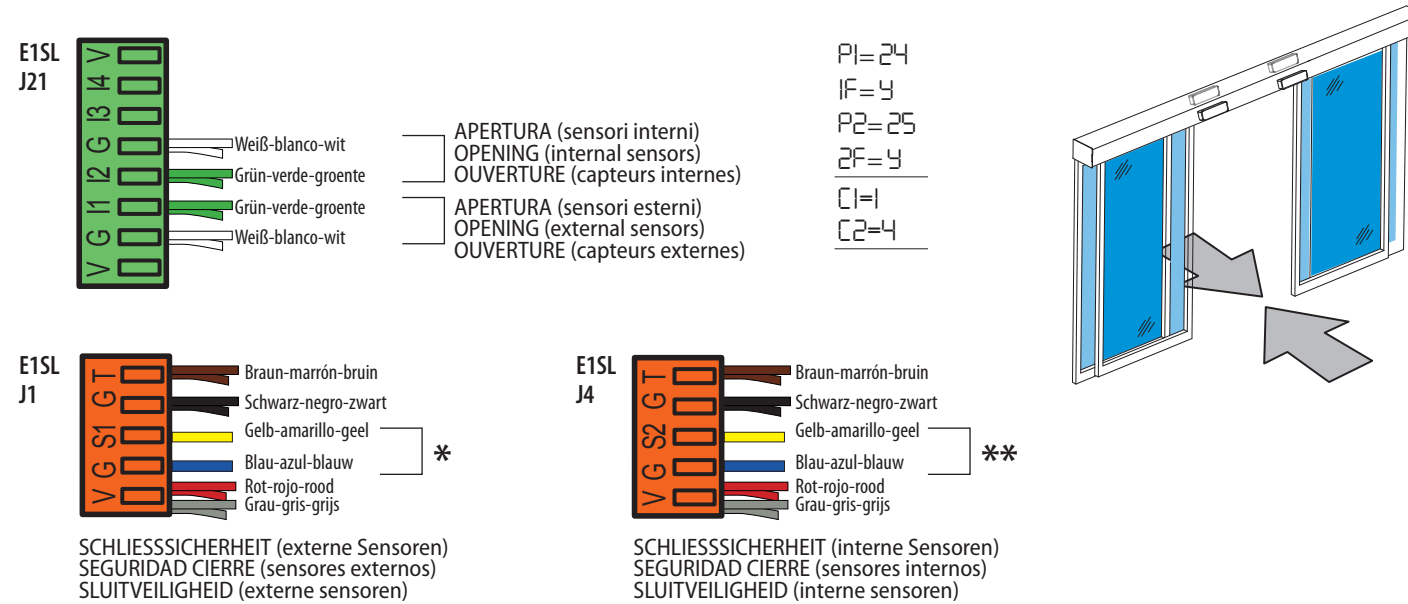 E1SL
J21
V
I4
I3
G
I2
I1
G
V
Weiß-blanco-wit
Grün-verde-groente
Grün-verde-groente
Weiß-blanco-wit
APERTURA (sensori interni)
OPENING (internal sensors)
OUVERTURE (capteurs internes)
APERTURA (sensori esterni)
OPENING (external sensors)
OUVERTURE (capteurs externes)
P1=24
1F=Y
P2=25
2F=Y
C1=1
C2=4
E1SL
J1
T
G
S1
G
V
Braun-marrón-bruin
Schwarz-negro-zwart
Gelb-amarillo-geel
Blau-azul-blauw
Rot-rojo-rood
Grau-gris-grijs
*
SCHLIESSSICHERHEIT (externe Sensoren)
SEGURIDAD CIERRE (sensores externos)
SLUITVEILIGHEID (externe sensoren)
E1SL
J4
T
G
S2
G
V
Braun-marrón-bruin
Schwarz-negro-zwart
Gelb-amarillo-geel
Blau-azul-blauw
Rot-rojo-rood
Grau-gris-grijs
**
SCHLIESSSICHERHEIT (interne Sensoren)
SEGURIDAD CIERRE (sensores internos)
SLUITVEILIGHEID (interne sensoren)